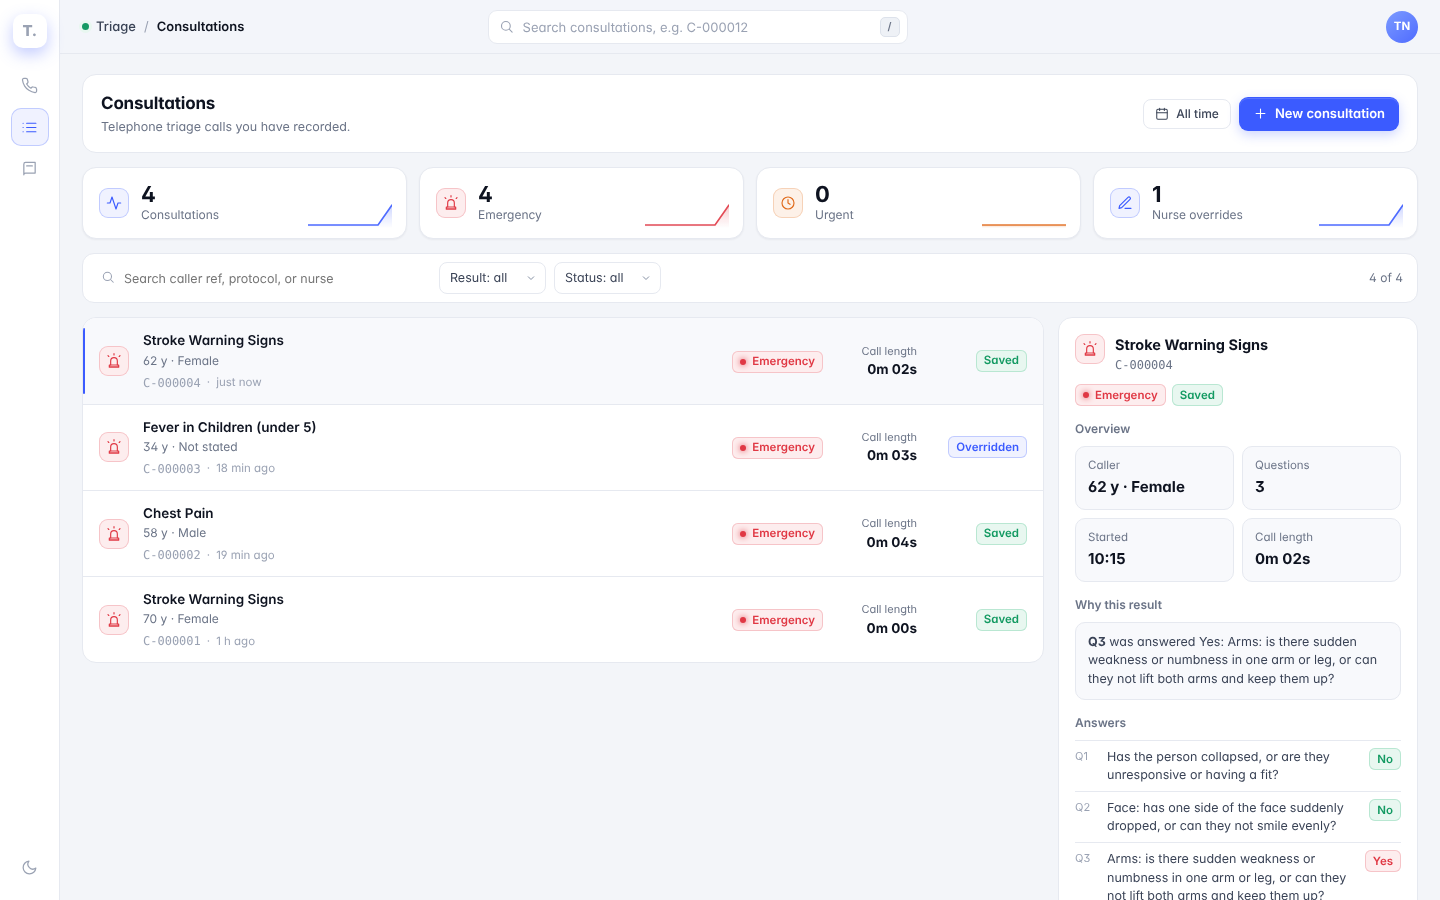 T.
Triage / Consultations
Search consultations, e.g. C-000012
/
TN
Consultations
Telephone triage calls you have recorded.
All time
New consultation
4
Consultations
4
Emergency
0
Urgent
1
Nurse overrides
Search caller ref, protocol, or nurse
Result: all
Status: all
4 of 4
Stroke Warning Signs
62 y · Female
C-000004 · just now
Emergency
Call length
0m 02s
Saved
Fever in Children (under 5)
34 y · Not stated
C-000003 · 18 min ago
Emergency
Call length
0m 03s
Overridden
Chest Pain
58 y · Male
C-000002 · 19 min ago
Emergency
Call length
0m 04s
Saved
Stroke Warning Signs
70 y · Female
C-000001 · 1 h ago
Emergency
Call length
0m 00s
Saved
Stroke Warning Signs
C-000004
Emergency
Saved
Overview
Caller
62 y · Female
Questions
3
Started
10:15
Call length
0m 02s
Why this result
Q3 was answered Yes: Arms: is there sudden
weakness or numbness in one arm or leg, or can
they not lift both arms and keep them up?
Answers
Q1 Has the person collapsed, or are they No
unresponsive or having a fit?
Q2 Face: has one side of the face suddenly No
dropped, or can they not smile evenly?
Q3 Arms: is there sudden weakness or Yes
numbness in one arm or leg, or can they
not lift both arms and keep them up?